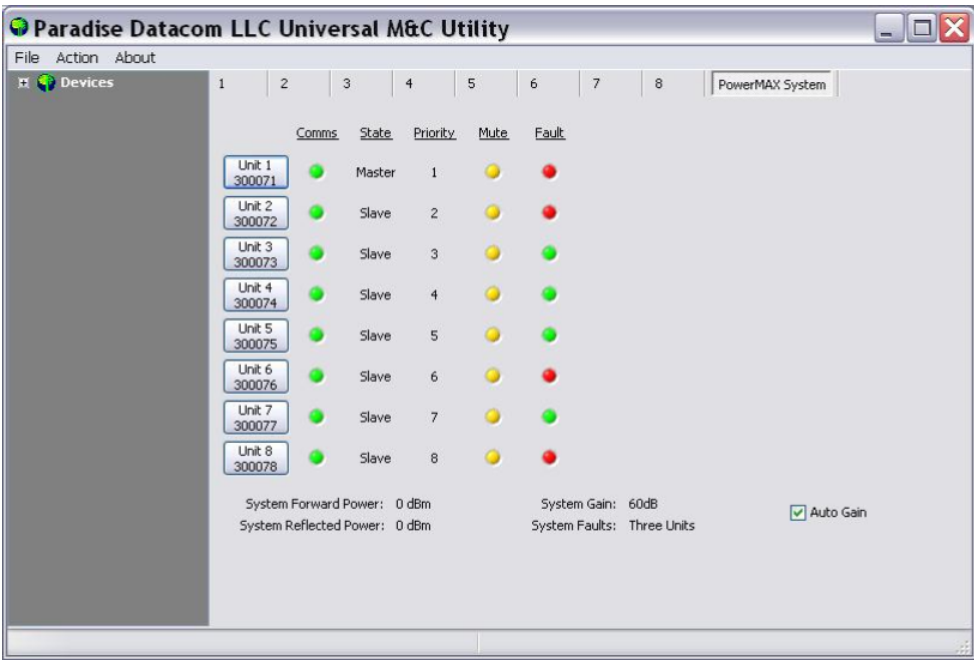 Paradise Datacom LLC Universal M&C Utility
File Action About
Devices
1 2 3 4 5 6 7 8 PowerMAX System
Comms State Priority Mute Fault
Unit 1
300071 Master 1
Unit 2
300072 Slave 2
Unit 3
300073 Slave 3
Unit 4
300074 Slave 4
Unit 5
300075 Slave 5
Unit 6
300076 Slave 6
Unit 7
300077 Slave 7
Unit 8
300078 Slave 8
System Forward Power: 0 dBm System Gain: 60dB
Auto Gain
System Reflected Power: 0 dBm System Faults: Three Units